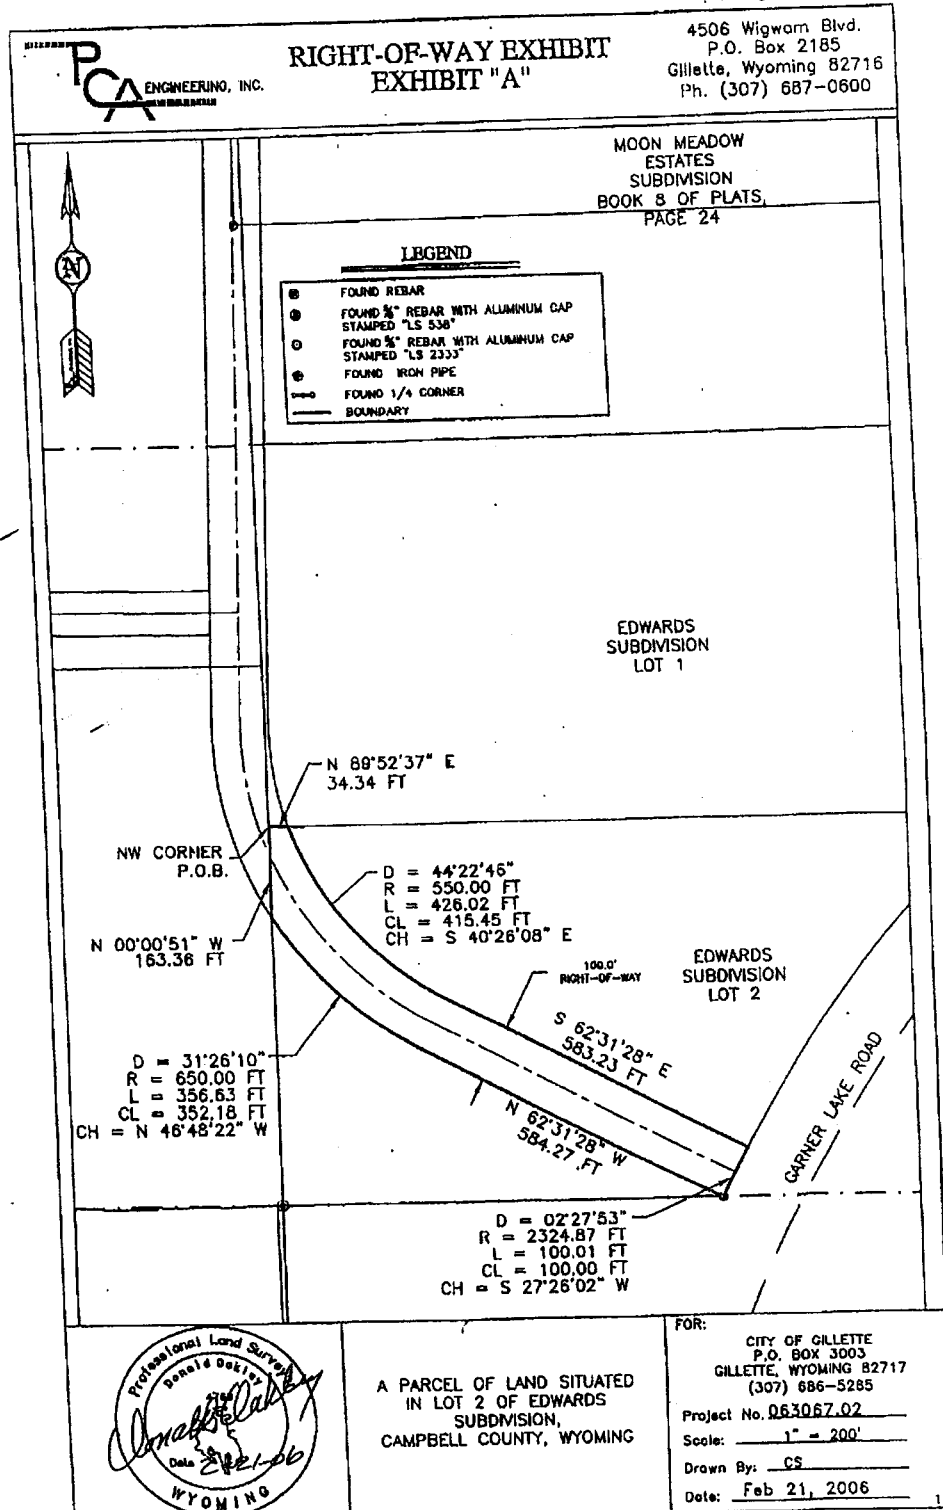 PCA ENGINEERING, INC.
RIGHT-OF-WAY EXHIBIT
EXHIBIT "A"
4506 Wigwam Blvd.
P.O. Box 2185
Gillette, Wyoming 82716
Ph. (307) 687-0600
MOON MEADOW
ESTATES
SUBDIVISION
BOOK 8 OF PLATS,
PAGE 24
N
LEGEND
FOUND REBAR
FOUND ⅝" REBAR WITH ALUMINUM CAP
STAMPED "LS 538"
FOUND ⅝" REBAR WITH ALUMINUM CAP
STAMPED "LS 2333"
FOUND IRON PIPE
FOUND 1/4 CORNER
BOUNDARY
EDWARDS
SUBDIVISION
LOT 1
N 89°52'37" E
34.34 FT
NW CORNER
P.O.B.
D = 44°22'46"
R = 550.00 FT
L = 426.02 FT
CL = 415.45 FT
CH = S 40°26'08" E
N 00°00'51" W
163.36 FT
100.0'
RIGHT-OF-WAY
EDWARDS
SUBDIVISION
LOT 2
S 62°31'28" E
583.23 FT
GARNER LAKE ROAD
D = 31°26'10"
R = 650.00 FT
L = 356.63 FT
CL = 352.18 FT
CH = N 46°48'22" W
N 62°31'28" W
584.27 FT
D = 02°27'53"
R = 2324.87 FT
L = 100.01 FT
CL = 100.00 FT
CH = S 27°26'02" W
Professional Land Surveyor
Donald Oakley
Date 2-21-06
WYOMING
A PARCEL OF LAND SITUATED
IN LOT 2 OF EDWARDS
SUBDIVISION,
CAMPBELL COUNTY, WYOMING
FOR:
CITY OF GILLETTE
P.O. BOX 3003
GILLETTE, WYOMING 82717
(307) 686-5285
Project No. 063067.02
Scale: 1" = 200'
Drawn By: CS
Date: Feb 21, 2006